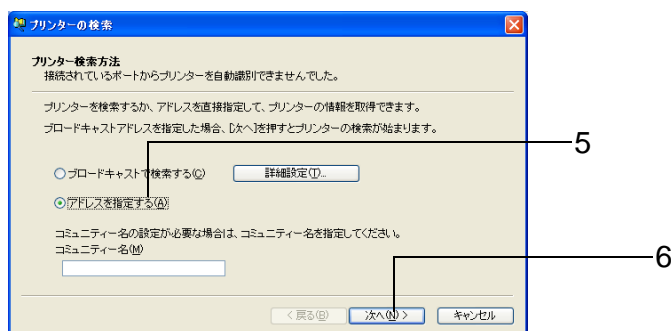 プリンターの検索
プリンター検索方法
接続されているポートからプリンターを自動識別できませんでした。
プリンターを検索するか、アドレスを直接指定して、プリンターの情報を取得できます。
ブロードキャストアドレスを指定した場合、[次へ]を押すとプリンターの検索が始まります。
5
ブロードキャストで検索する(C) 詳細設定(T)...
アドレスを指定する(A)
コミュニティー名の設定が必要な場合は、コミュニティー名を指定してください。
コミュニティー名(M)
6
< 戻る(B) 次へ(N) > キャンセル